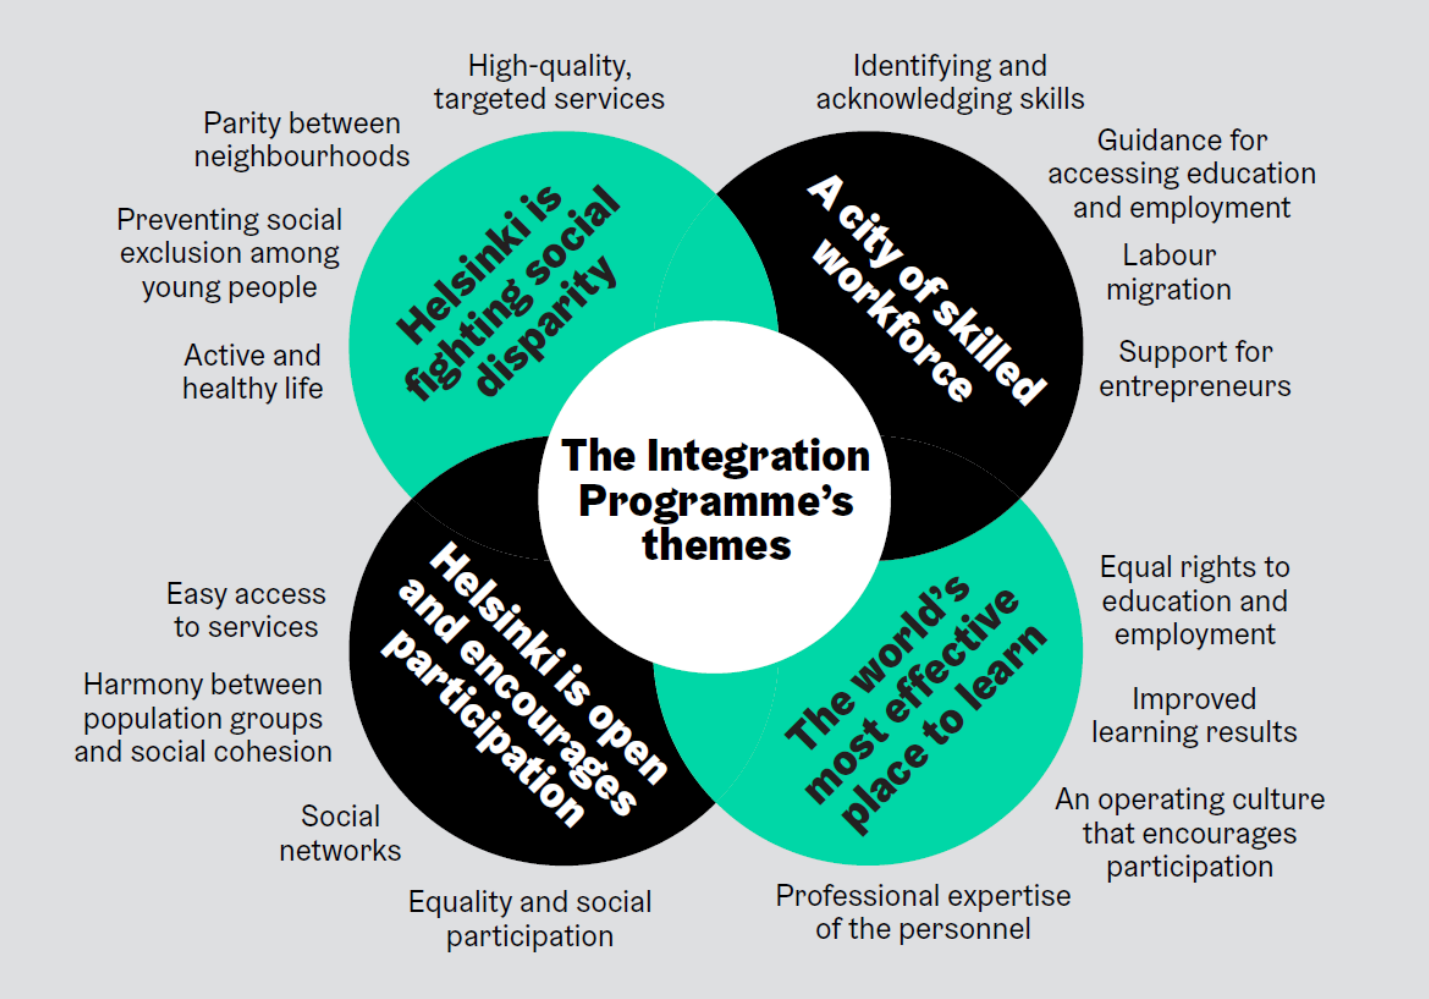 High-quality,
targeted services
Parity between
neighbourhoods
Preventing social
exclusion among
young people
Active and
healthy life
Helsinki is
fighting social
disparity
Identifying and
acknowledging skills
Guidance for
accessing education
and employment
Labour
migration
Support for
entrepreneurs
A city of skilled
workforce
The Integration
Programme’s
themes
Easy access
to services
Harmony between
population groups
and social cohesion
Social
networks
Equality and social
participation
Helsinki is open
and encourages
participation
The world’s
most effective
place to learn
Equal rights to
education and
employment
Improved
learning results
An operating culture
that encourages
participation
Professional expertise
of the personnel